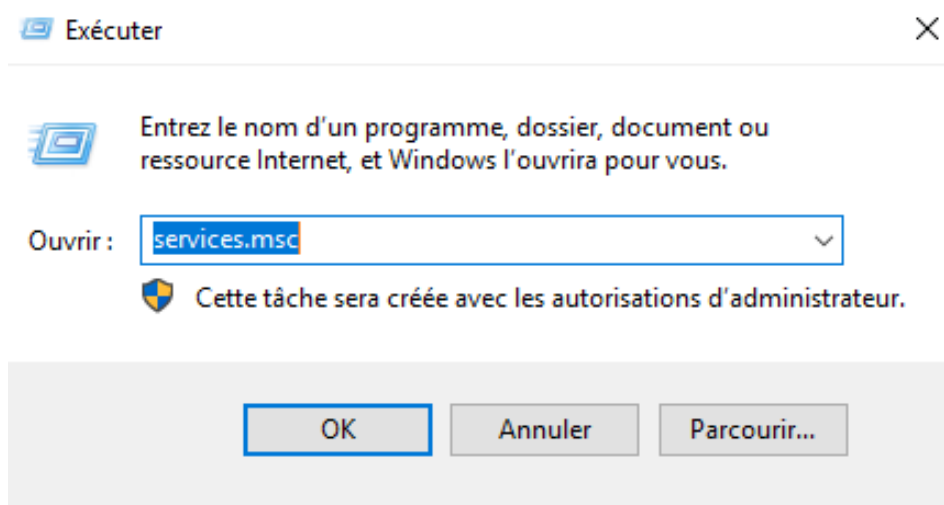 Exécuter
Entrez le nom d’un programme, dossier, document ou
ressource Internet, et Windows l’ouvrira pour vous.
Ouvrir : services.msc
Cette tâche sera créée avec les autorisations d’administrateur.
OK Annuler Parcourir...